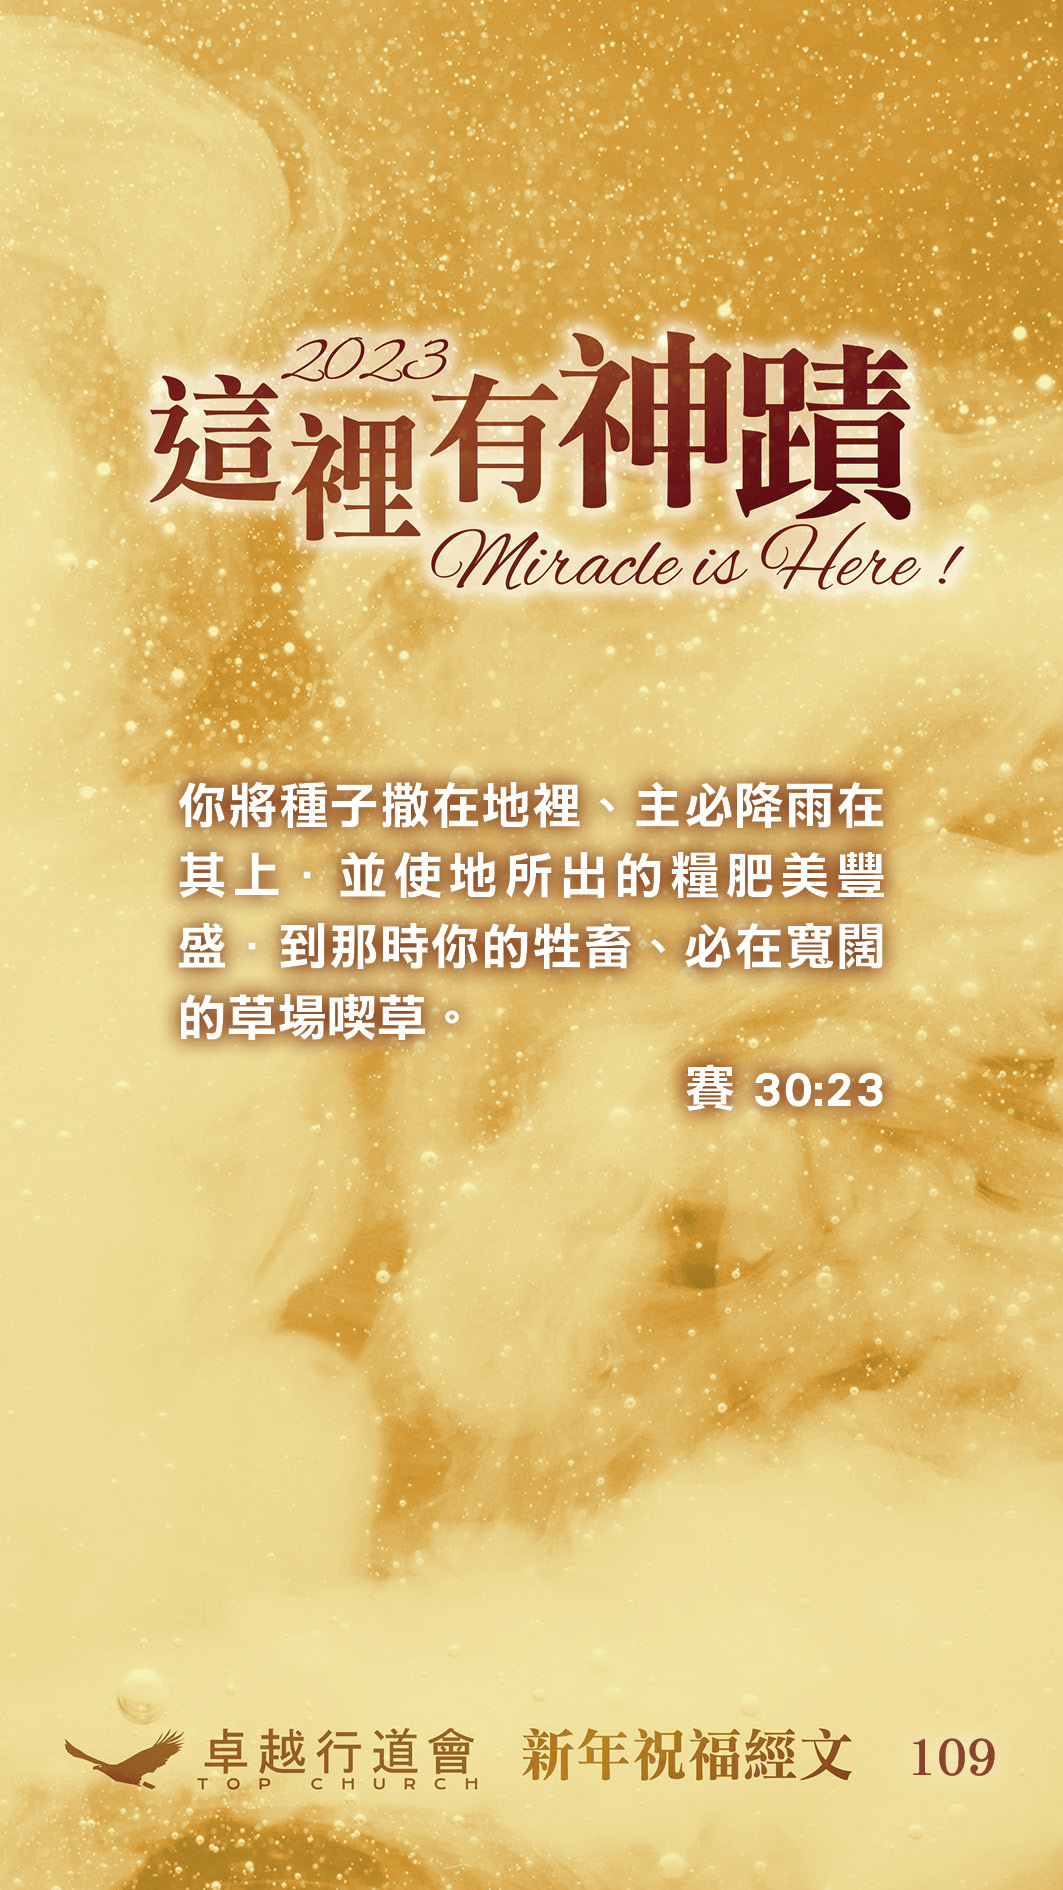 2023
這裡有神蹟
Miracle is Here !
你將種子撒在地裡、主必降雨在
其上．並使地所出的糧肥美豐
盛．到那時你的牲畜、必在寬闊
的草場喫草。
賽 30:23
卓越行道會
TOP CHURCH
新年祝福經文
109